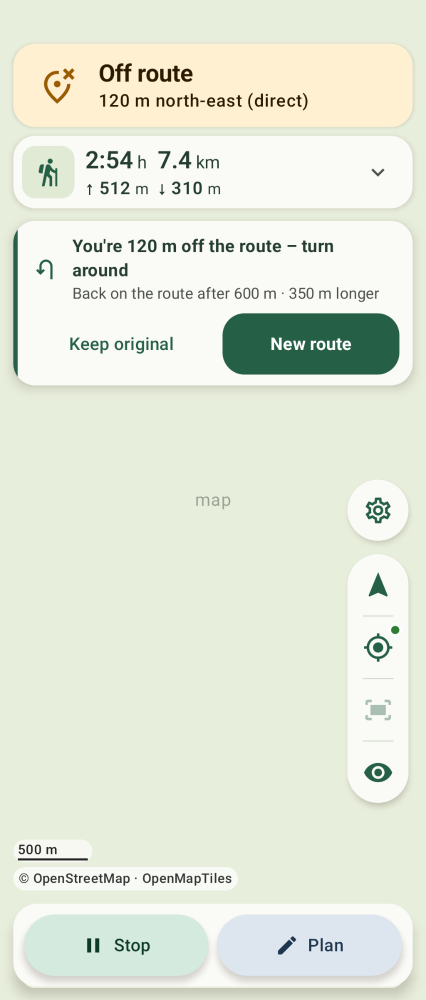 Off route
120 m north-east (direct)
2:54 h 7.4 km
↑ 512 m ↓ 310 m
You're 120 m off the route – turn
around
Back on the route after 600 m · 350 m longer
Keep original
New route
map
500 m
© OpenStreetMap · OpenMapTiles
Stop
Plan